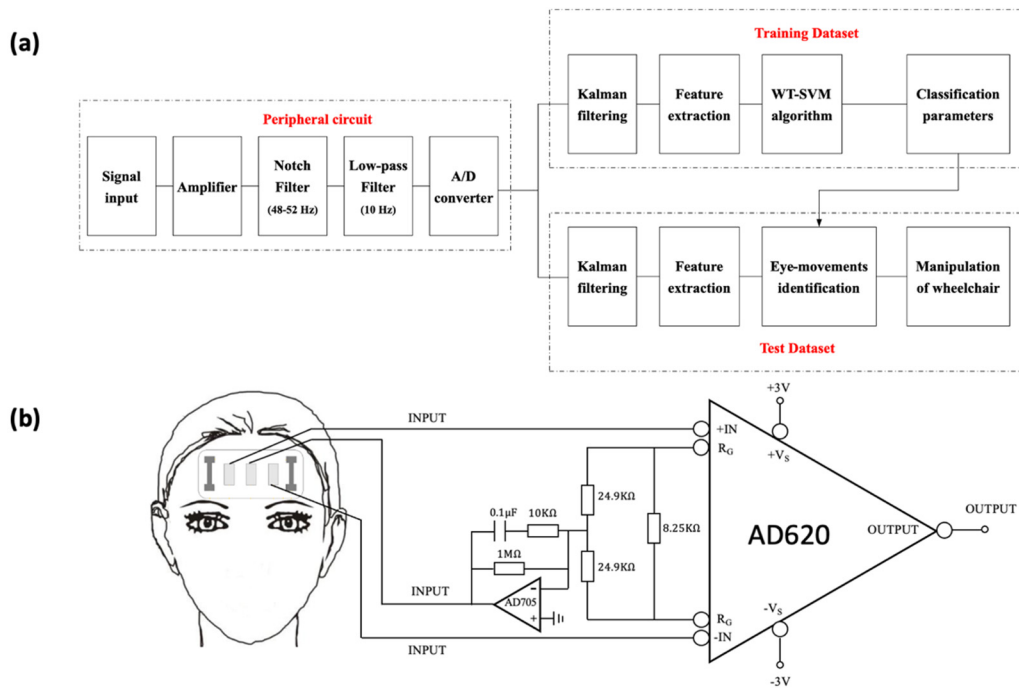 (a)
Training Dataset
Kalman
filtering
Feature
extraction
WT-SVM
algorithm
Classification
parameters
Peripheral circuit
Signal
input
Amplifier
Notch
Filter
(48-52 Hz)
Low-pass
Filter
(10 Hz)
A/D
converter
Kalman
filtering
Feature
extraction
Eye-movements
identification
Manipulation
of wheelchair
Test Dataset
(b)
INPUT
+3V
+IN
+VS
RG
24.9KΩ
0.1μF
10KΩ
8.25KΩ
1MΩ
24.9KΩ
AD620
OUTPUT
OUTPUT
INPUT
AD705
-
+
RG
-VS
-IN
INPUT
-3V